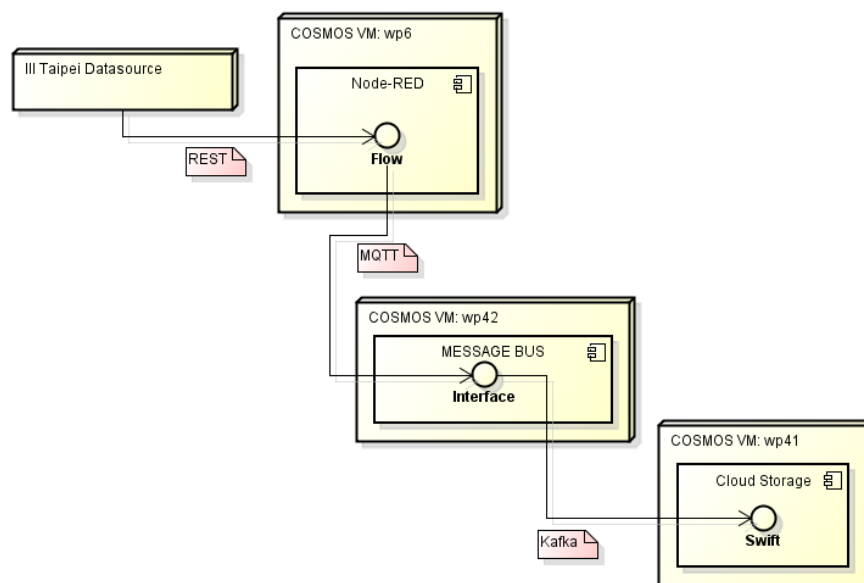 COSMOS VM: wp6
III Taipei Datasource
Node-RED
REST
Flow
MQTT
COSMOS VM: wp42
MESSAGE BUS
Interface
COSMOS VM: wp41
Cloud Storage
Kafka
Swift